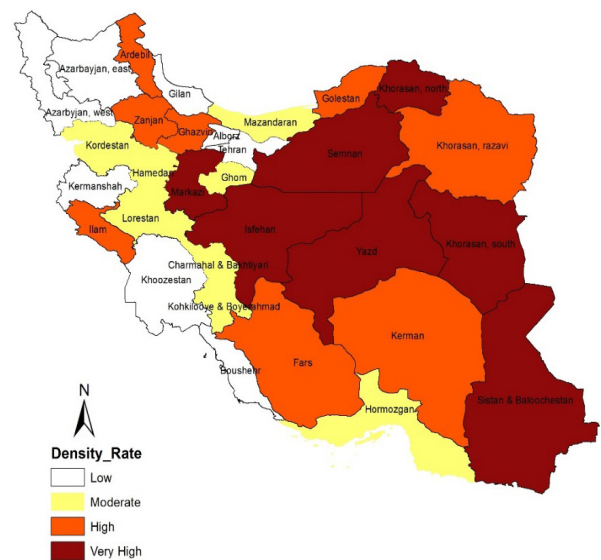 Ardebil
Azarbayjan, east
Gilan
Azarbyjan, west
Zanjan
Ghazvin
Mazandaran
Golestan
Khorasan, north
Alborz
Tehran
Kordestan
Hamedan
Semnan
Khorasan, razavi
Kermanshah
Markazi
Ghom
Ilam
Lorestan
Isfehan
Yazd
Khorasan, south
Khoozestan
Charmahal & Bakhtiyari
Kohkilooye & Boyerahmad
Boushehr
Fars
Kerman
Hormozgan
Sistan & Baloochestan
N
Density_Rate
Low
Moderate
High
Very High